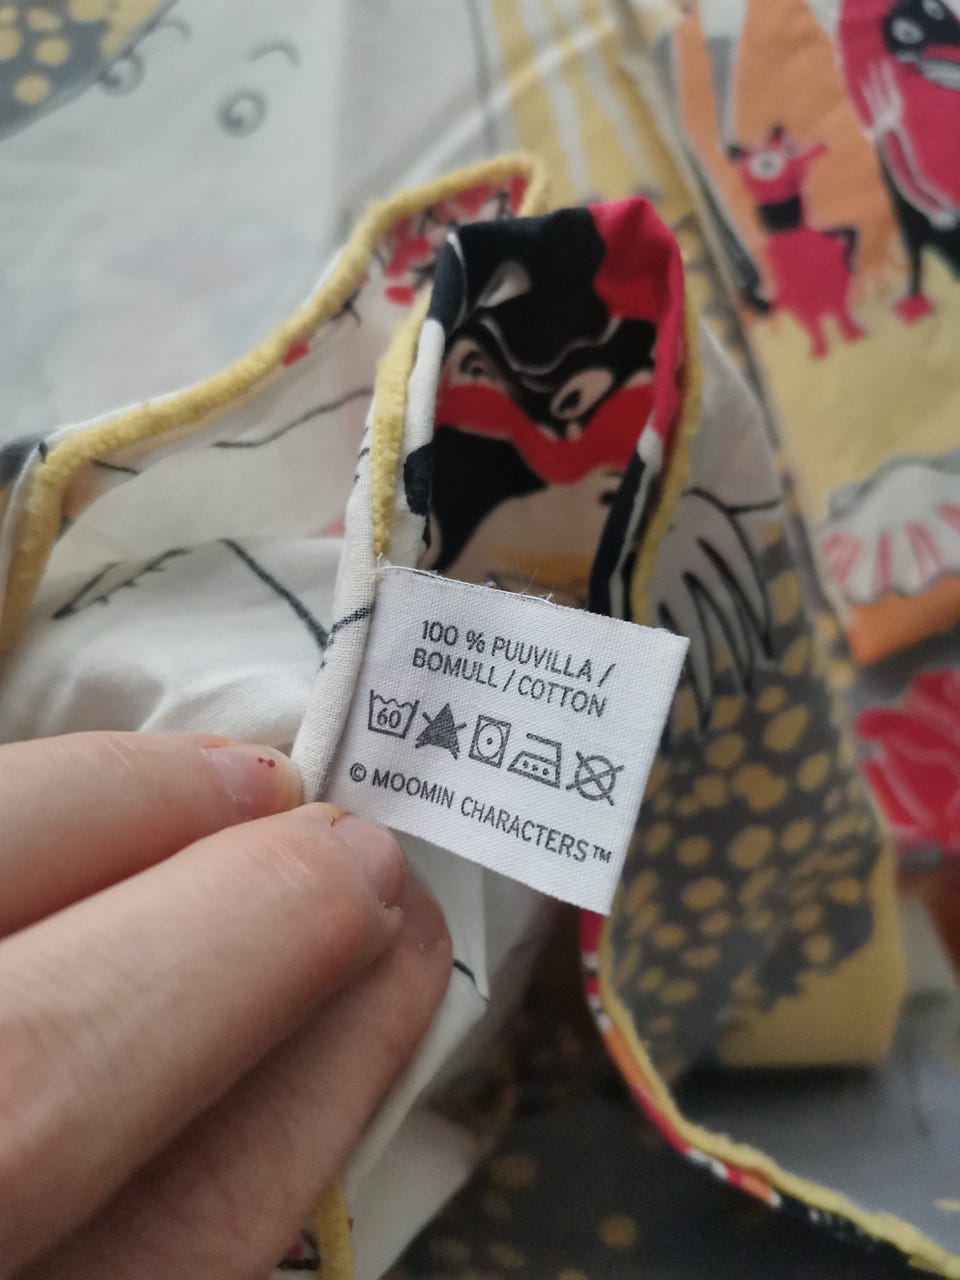 100 % PUUVILLA /
BOMULL / COTTON
60
© MOOMIN CHARACTERS™